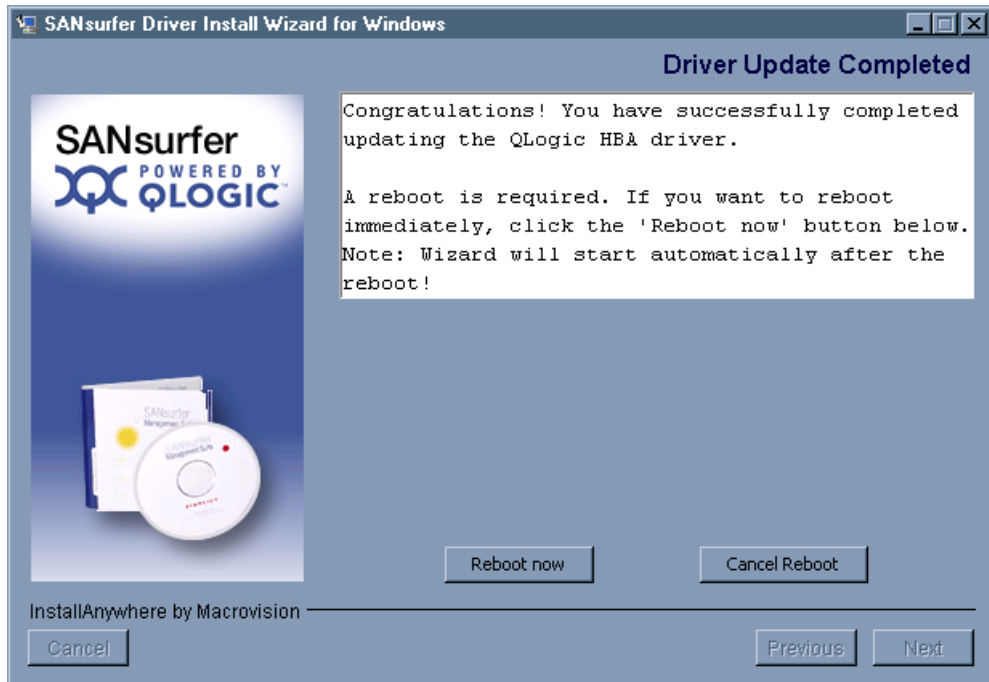 SANsurfer Driver Install Wizard for Windows
Driver Update Completed
SANsurfer
POWERED BY
QLOGIC
Congratulations! You have successfully completed
updating the QLogic HBA driver.
A reboot is required. If you want to reboot
immediately, click the 'Reboot now' button below.
Note: Wizard will start automatically after the
reboot!
SANsurfer
SANsurfer
Management Suite
Reboot now
Cancel Reboot
InstallAnywhere by Macrovision
Cancel
Previous
Next